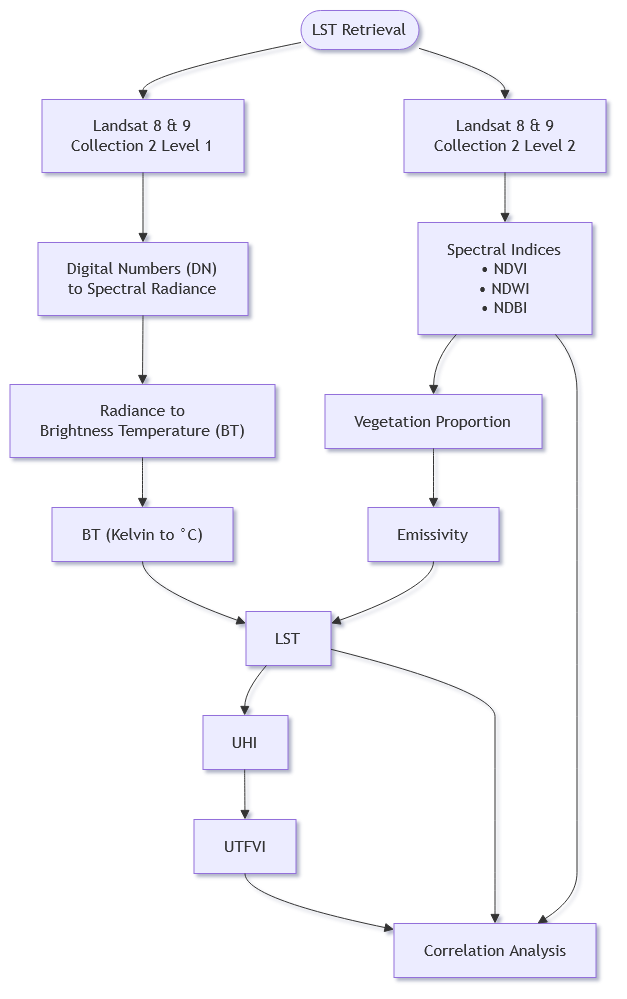 LST Retrieval
Landsat 8 & 9
Collection 2 Level 1
Landsat 8 & 9
Collection 2 Level 2
Digital Numbers (DN)
to Spectral Radiance
Spectral Indices
• NDVI
• NDWI
• NDBI
Radiance to
Brightness Temperature (BT)
Vegetation Proportion
BT (Kelvin to °C)
Emissivity
LST
UHI
UTFVI
Correlation Analysis